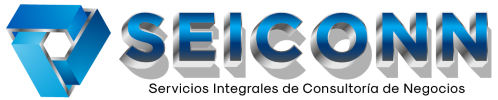 SEICONN
Servicios Integrales de Consultoría de Negocios